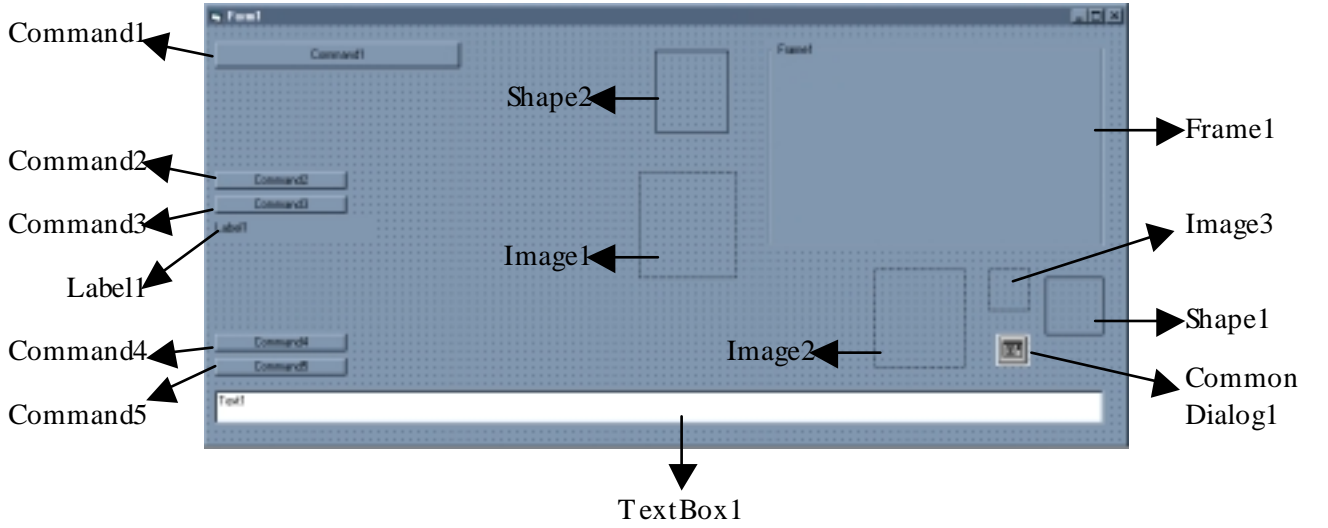 Form1
Command1
Command1
Frame1
Shape2
Frame1
Command2
Command2
Command3
Command3
Label1
Image3
Image1
Label1
Shape1
Command4
Command4
Image2
Command5
Common
Dialog1
Command5
Text1
TextBox1